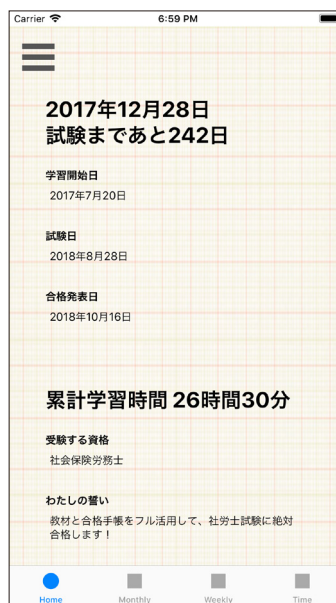 Carrier 6:59 PM
2017年12月28日
試験まであと242日
学習開始日
2017年7月20日
試験日
2018年8月28日
合格発表日
2018年10月16日
累計学習時間 26時間30分
受験する資格
社会保険労務士
わたしの誓い
教材と合格手帳をフル活用して、社労士試験に絶対
合格します！
Home Monthly Weekly Time